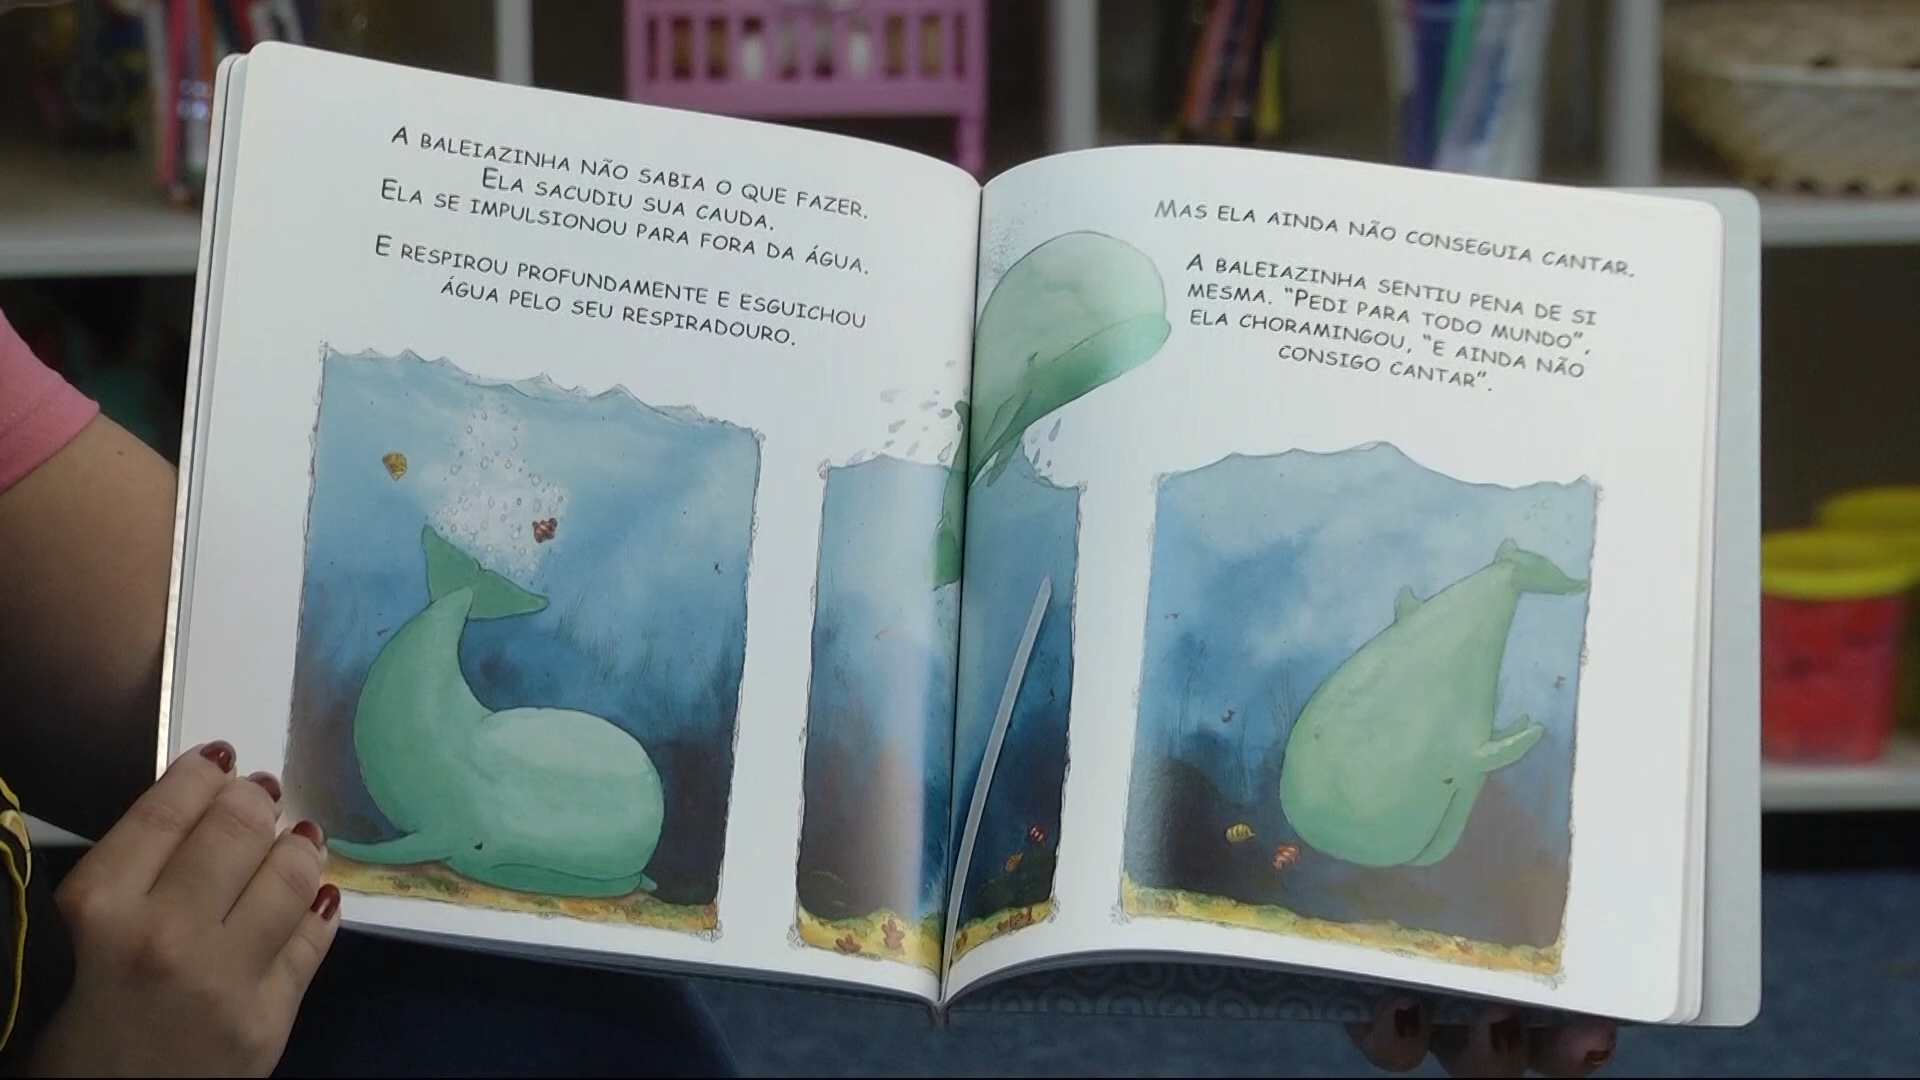 A BALEIAZINHA NÃO SABIA O QUE FAZER.
ELA SACUDIU SUA CAUDA.
ELA SE IMPULSIONOU PARA FORA DA ÁGUA.
E RESPIROU PROFUNDAMENTE E ESGUICHOU
ÁGUA PELO SEU RESPIRADOURO.
MAS ELA AINDA NÃO CONSEGUIA CANTAR.
A BALEIAZINHA SENTIU PENA DE SI
MESMA. "PEDI PARA TODO MUNDO",
ELA CHORAMINGOU, "E AINDA NÃO
CONSIGO CANTAR".